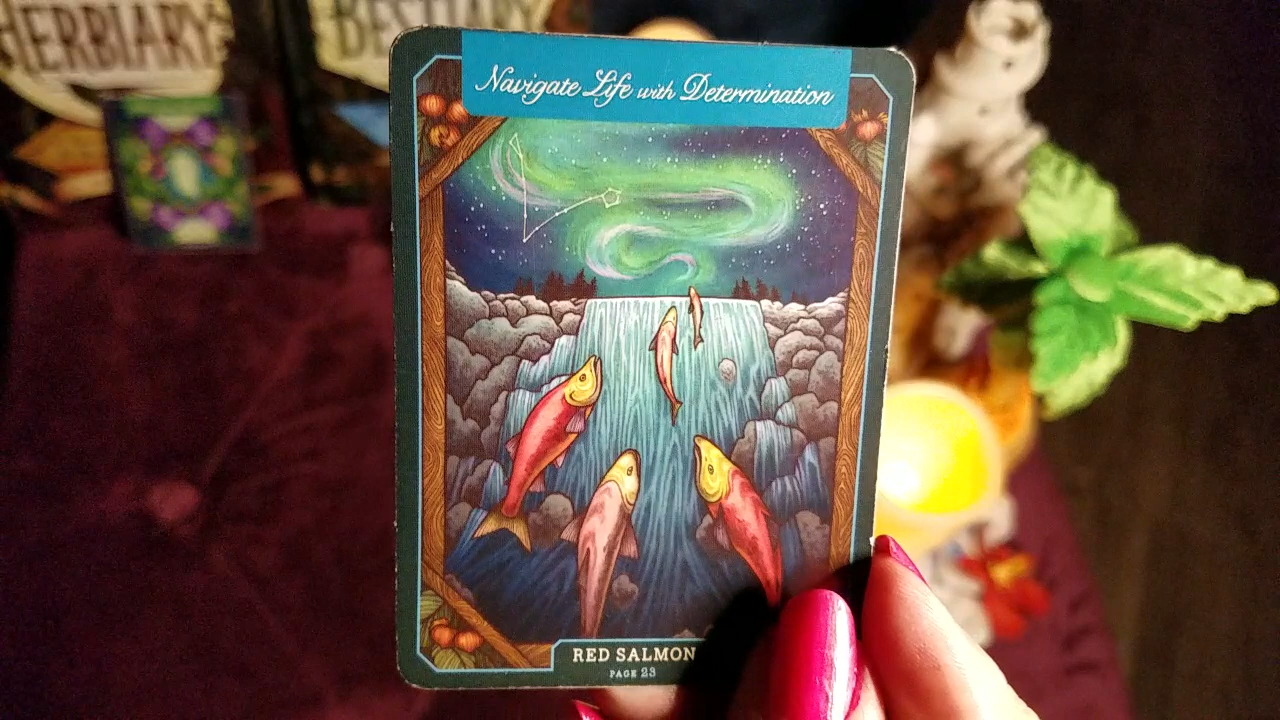 HERBIARY
BESTIARY
Navigate Life with Determination
RED SALMON
PAGE 23